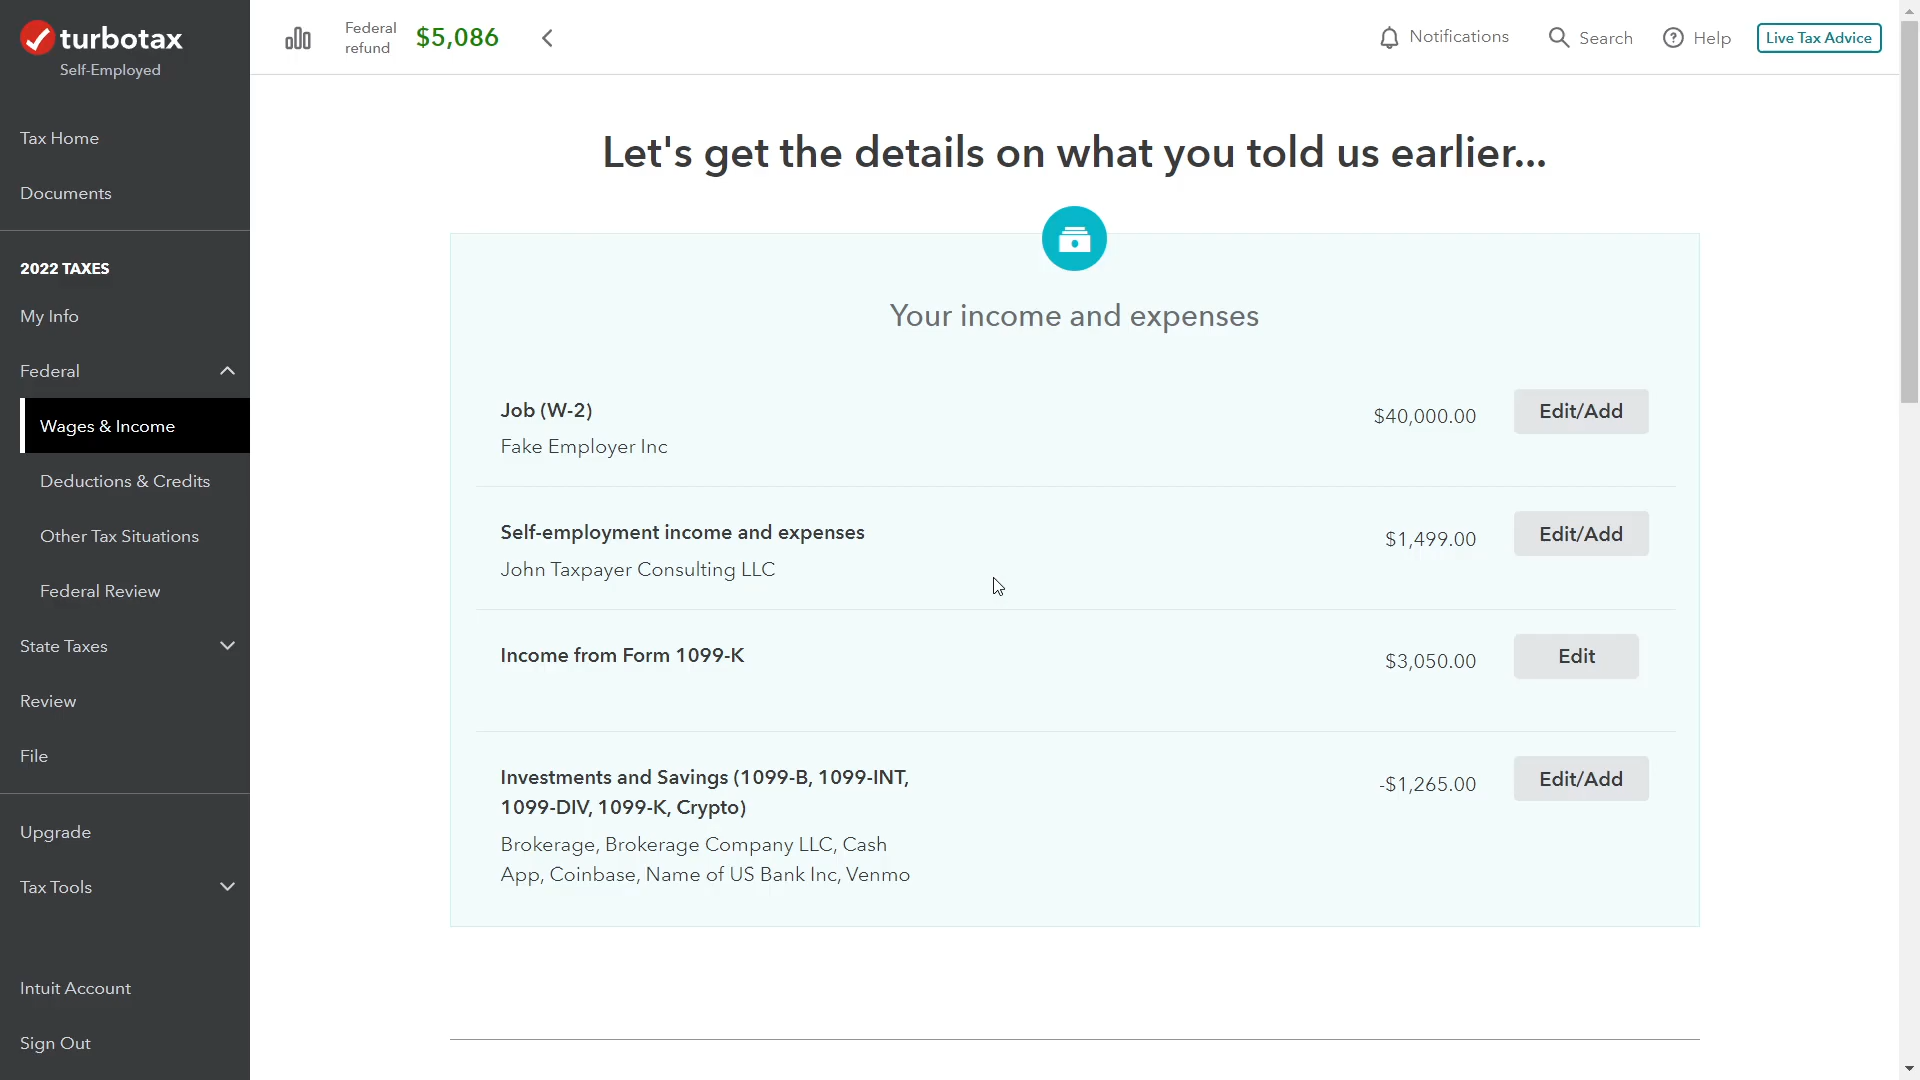 turbotax
Self-Employed
Tax Home
Documents
2022 TAXES
My Info
Federal
Wages & Income
Deductions & Credits
Other Tax Situations
Federal Review
State Taxes
Review
File
Upgrade
Tax Tools
Intuit Account
Sign Out
Federal
refund
$5,086
Notifications
Search
Help
Live Tax Advice
Let's get the details on what you told us earlier...
Your income and expenses
Job (W-2)
Fake Employer Inc
$40,000.00
Edit/Add
Self-employment income and expenses
John Taxpayer Consulting LLC
$1,499.00
Edit/Add
Income from Form 1099-K
$3,050.00
Edit
Investments and Savings (1099-B, 1099-INT,
1099-DIV, 1099-K, Crypto)
Brokerage, Brokerage Company LLC, Cash
App, Coinbase, Name of US Bank Inc, Venmo
-$1,265.00
Edit/Add